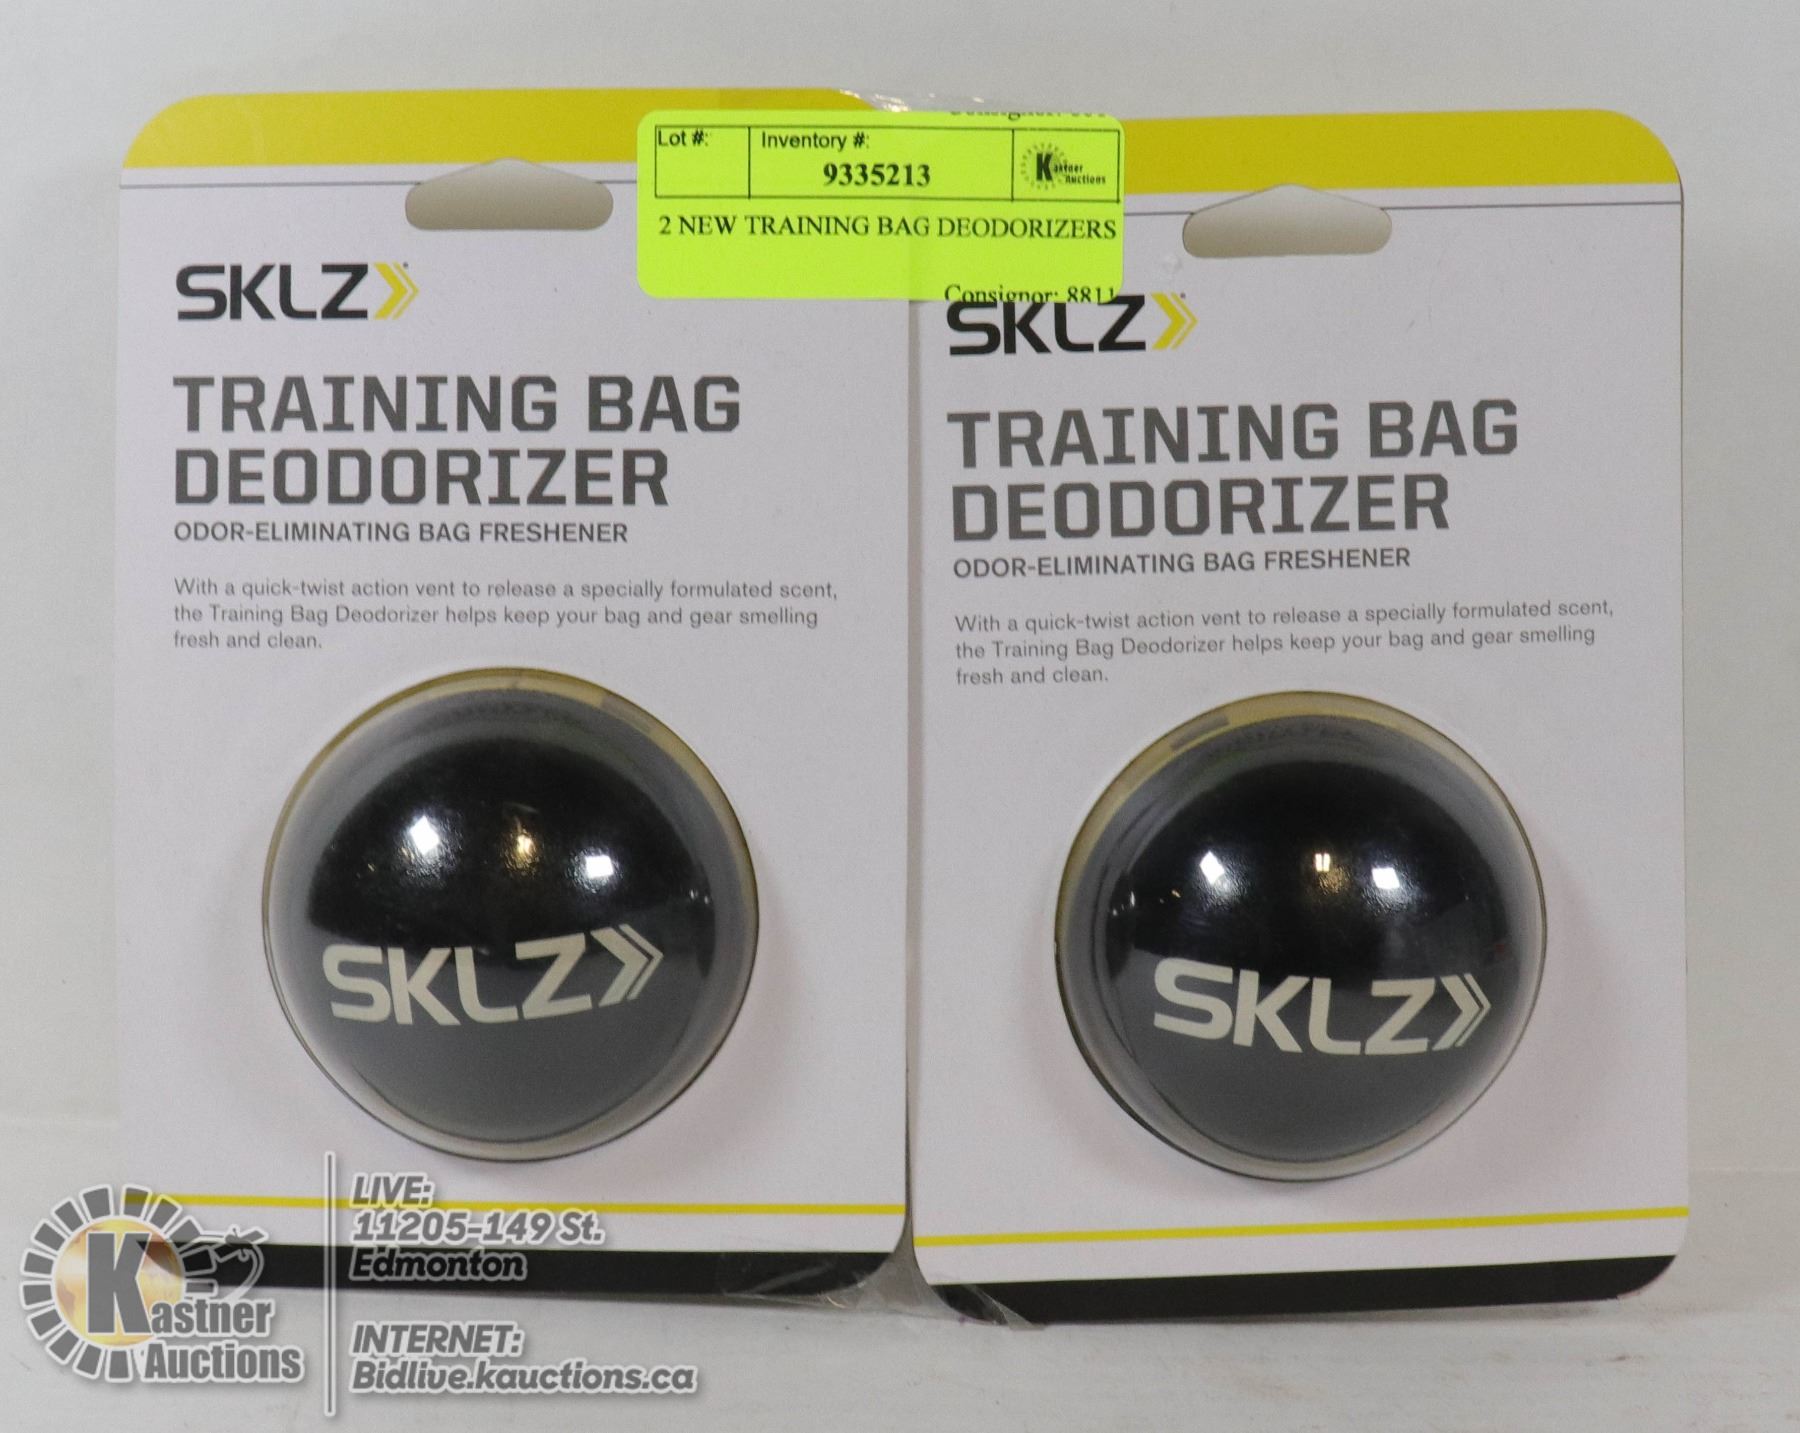 Lot #:
Inventory #:
9335213
Kastner
Auctions
2 NEW TRAINING BAG DEODORIZERS
Consignor: 8811
SKLZ
TRAINING BAG
DEODORIZER
ODOR-ELIMINATING BAG FRESHENER
With a quick-twist action vent to release a specially formulated scent,
the Training Bag Deodorizer helps keep your bag and gear smelling
fresh and clean.
SKLZ
SKLZ
TRAINING BAG
DEODORIZER
ODOR-ELIMINATING BAG FRESHENER
With a quick-twist action vent to release a specially formulated scent,
the Training Bag Deodorizer helps keep your bag and gear smelling
fresh and clean.
SKLZ
Kastner
Auctions
LIVE:
11205-149 St.
Edmonton
INTERNET:
Bidlive.kauctions.ca